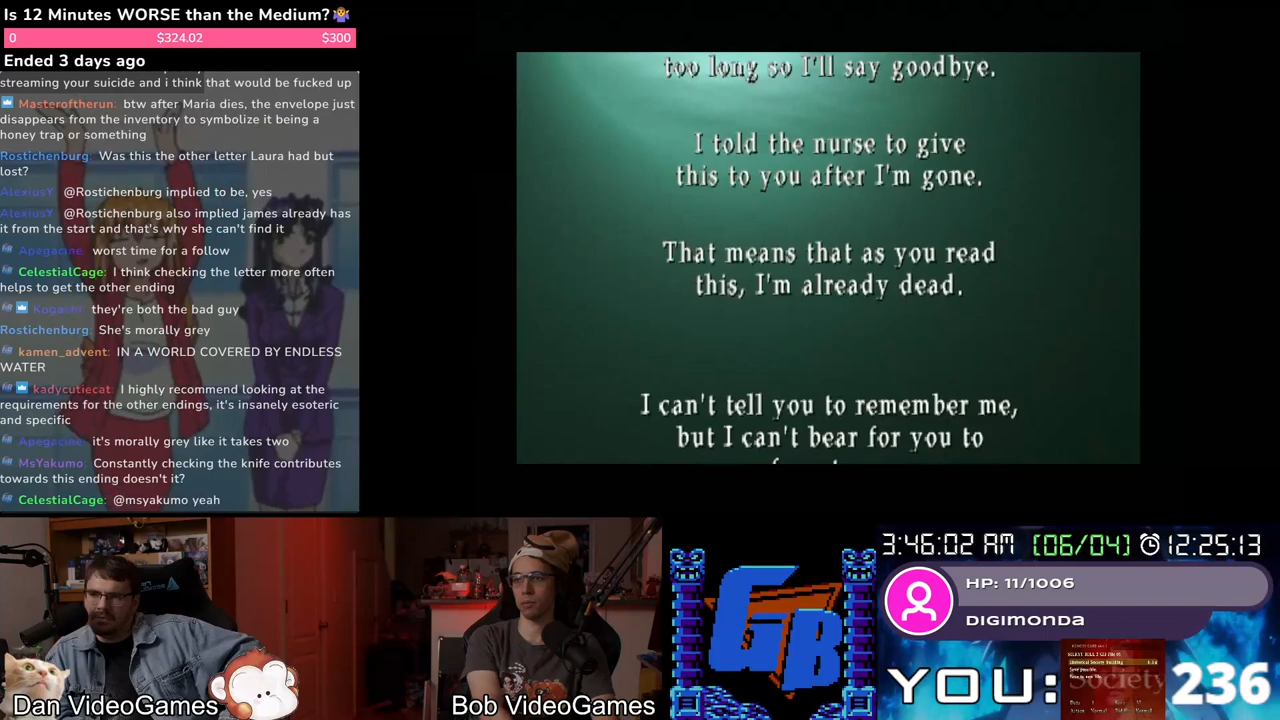 Is 12 Minutes WORSE than the Medium?🤷‍♀️
0 $324.02 $300
Ended 3 days ago
streaming your suicide and i think that would be fucked up
Masteroftherun: btw after Maria dies, the envelope just
disappears from the inventory to symbolize it being a
honey trap or something
Rostichenburg: Was this the other letter Laura had but
lost?
AlexiusY @Rostichenburg implied to be, yes
AlexiusY @Rostichenburg also implied james already has
it from the start and that's why she can't find it
Apegacine: worst time for a follow
CelestialCage: I think checking the letter more often
helps to get the other ending
Kogashi: they're both the bad guy
Rostichenburg: She's morally grey
kamen_advent: IN A WORLD COVERED BY ENDLESS
WATER
kadycutiecat: I highly recommend looking at the
requirements for the other endings, it's insanely esoteric
and specific
Apegacine: it's morally grey like it takes two
MsYakumo: Constantly checking the knife contributes
towards this ending doesn't it?
CelestialCage: @msyakumo yeah
too long so I'll say goodbye.
I told the nurse to give
this to you after I'm gone.
That means that as you read
this, I'm already dead.
I can't tell you to remember me,
but I can't bear for you to
Dan VideoGames
Bob VideoGames
GB
3:46:02 AM [06/04] 12:25:13
HP: 11/1006
DIGIMONDA
YOU:
Society
236